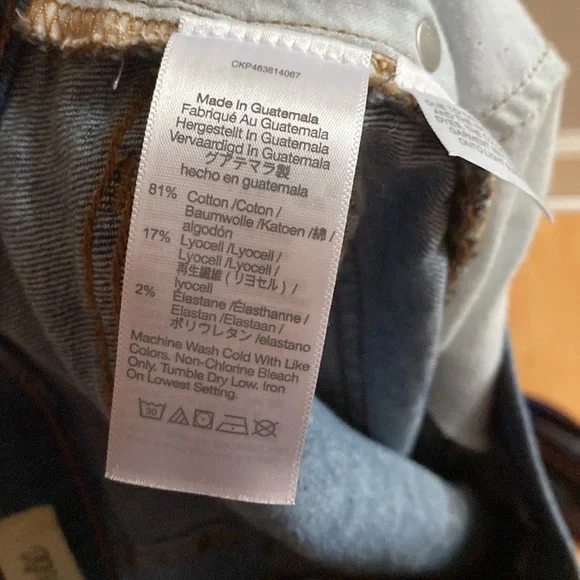 CKP463814067
Made In Guatemala
Fabriqué Au Guatemala
Hergestellt In Guatemala
Vervaardigd In Guatemala
グアテマラ製
hecho en guatemala
81% Cotton /Coton /
Baumwolle /Katoen /綿 /
algodón
17% Lyocell /Lyocell /
Lyocell /Lyocell /
再生繊維 (リヨセル) /
lyocell
2% Élastane /Élasthanne /
Elastan /Elastaan /
ポリウレタン /elastano
Machine Wash Cold With Like
Colors. Non-Chlorine Bleach
Only. Tumble Dry Low. Iron
On Lowest Setting.
30
GARMENT